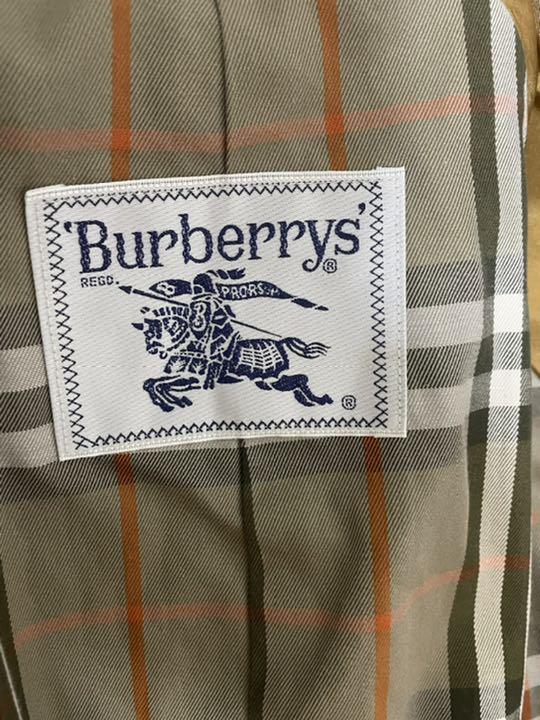 'Burberrys'
®
REGD.
PRORSUM
®